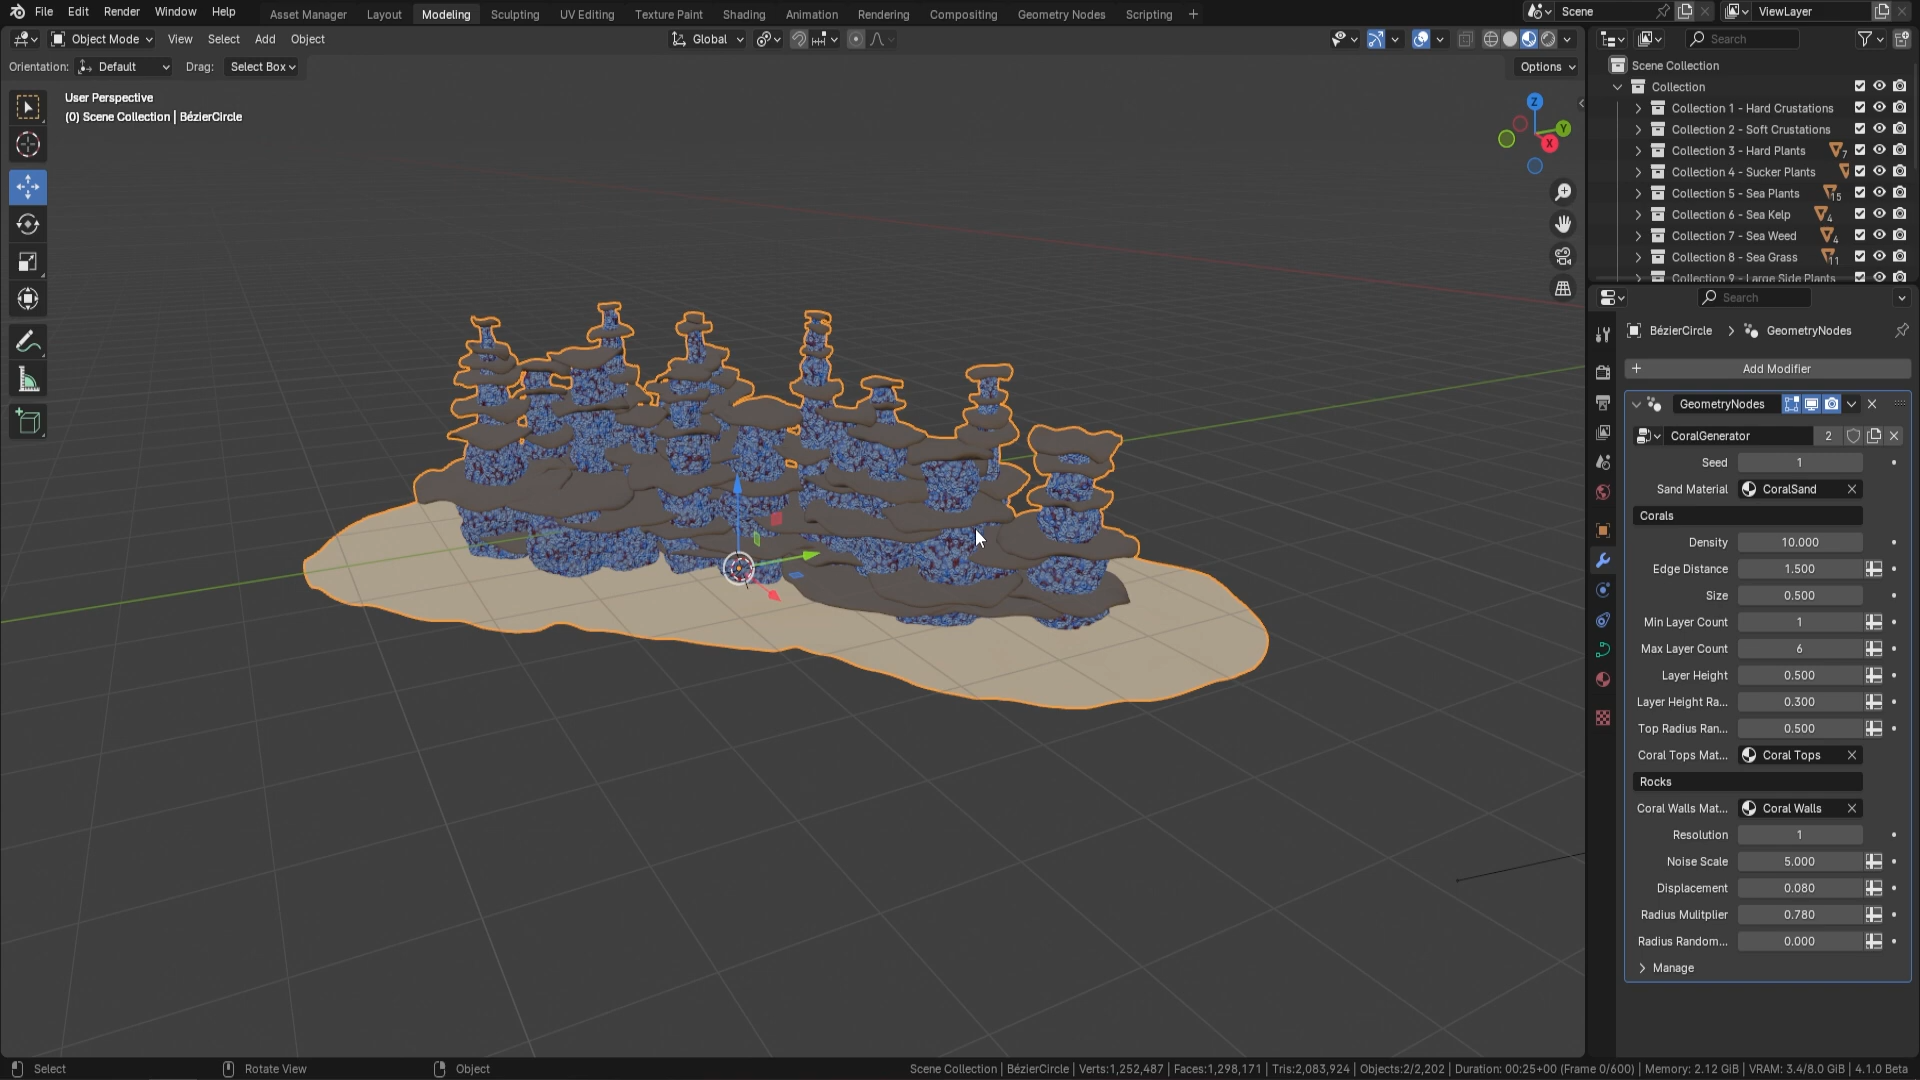 File Edit Render Window Help
Asset Manager Layout Modeling Sculpting UV Editing Texture Paint Shading Animation Rendering Compositing Geometry Nodes Scripting +
Scene
ViewLayer
Object Mode View Select Add Object
Global
Search
Orientation: Default Drag: Select Box
Options
User Perspective
(0) Scene Collection | BézierCircle
Z
Y
X
Scene Collection
Collection
Collection 1 - Hard Crustations
Collection 2 - Soft Crustations
Collection 3 - Hard Plants 7
Collection 4 - Sucker Plants
Collection 5 - Sea Plants 15
Collection 6 - Sea Kelp 4
Collection 7 - Sea Weed 4
Collection 8 - Sea Grass 11
Collection 9 - Large Side Plants
Search
BézierCircle > GeometryNodes
+ Add Modifier
GeometryNodes
CoralGenerator 2
Seed 1
Sand Material CoralSand
Corals
Density 10.000
Edge Distance 1.500
Size 0.500
Min Layer Count 1
Max Layer Count 6
Layer Height 0.500
Layer Height Ra... 0.300
Top Radius Ran... 0.500
Coral Tops Mat... Coral Tops
Rocks
Coral Walls Mat... Coral Walls
Resolution 1
Noise Scale 5.000
Displacement 0.080
Radius Mulitplier 0.780
Radius Random... 0.000
Manage
Select Rotate View Object
Scene Collection | BézierCircle | Verts:1,252,487 | Faces:1,298,171 | Tris:2,083,924 | Objects:2/2,202 | Duration: 00:25+00 (Frame 0/600) | Memory: 2.12 GiB | VRAM: 3.4/8.0 GiB | 4.1.0 Beta